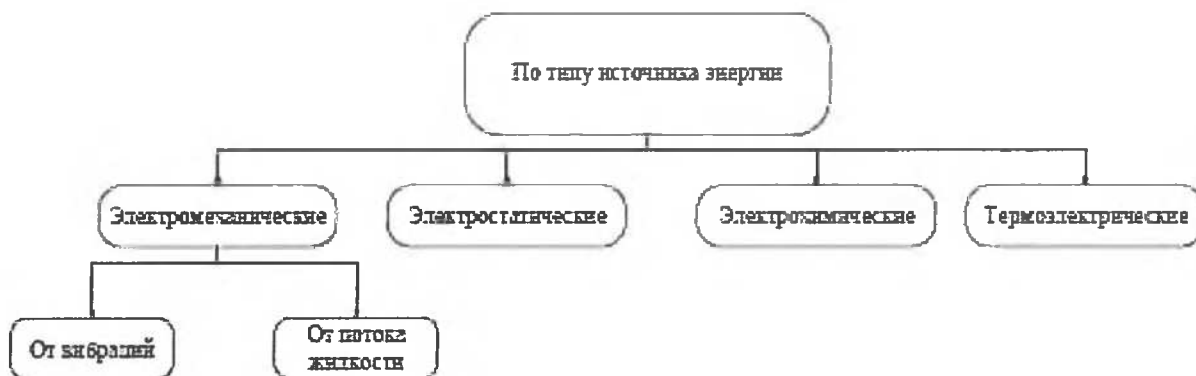 По типу источника энергии
Электромеханические
Электростатические
Электрохимические
Термоэлектрические
От вибраций
От потока
жидкости